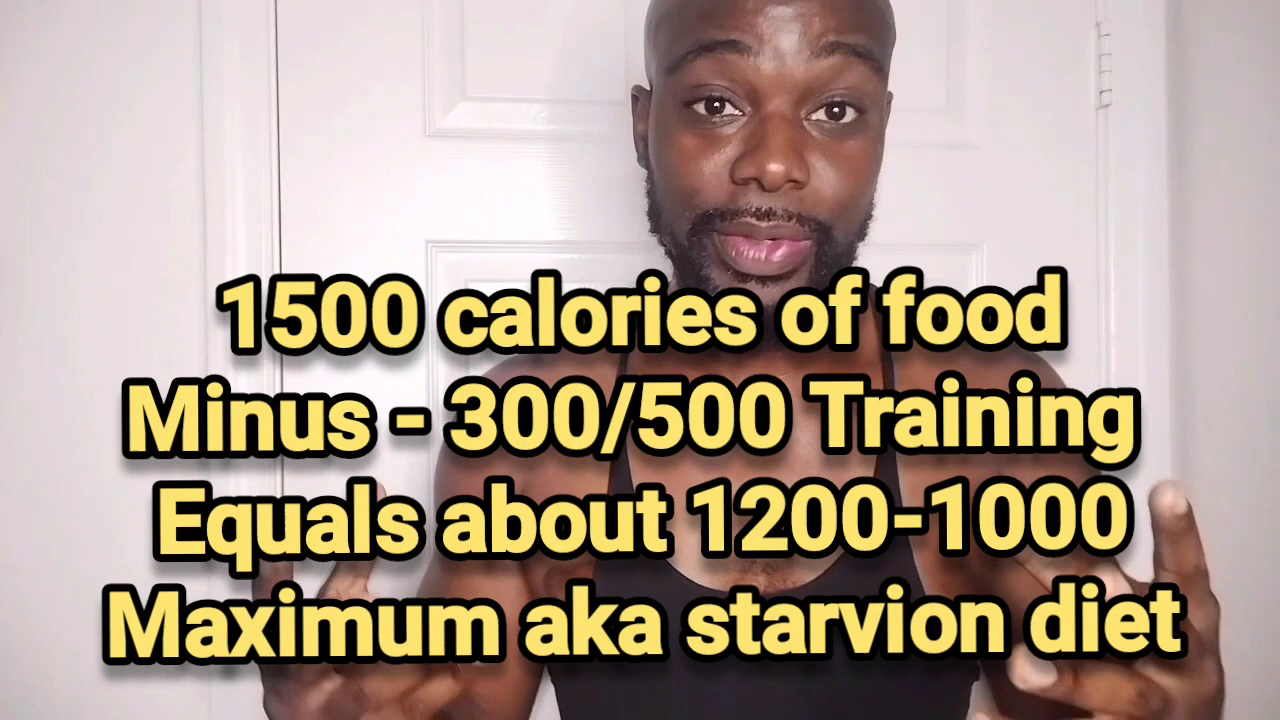 1500 calories of food
Minus - 300/500 Training
Equals about 1200-1000
Maximum aka starvion diet